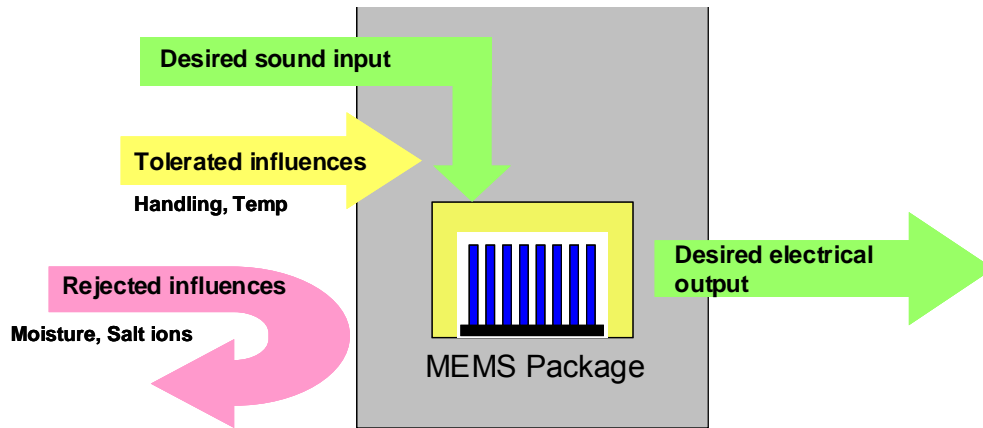 Desired sound input
Tolerated influences
Handling, Temp
Rejected influences
Moisture, Salt ions
Desired electrical
output
MEMS Package